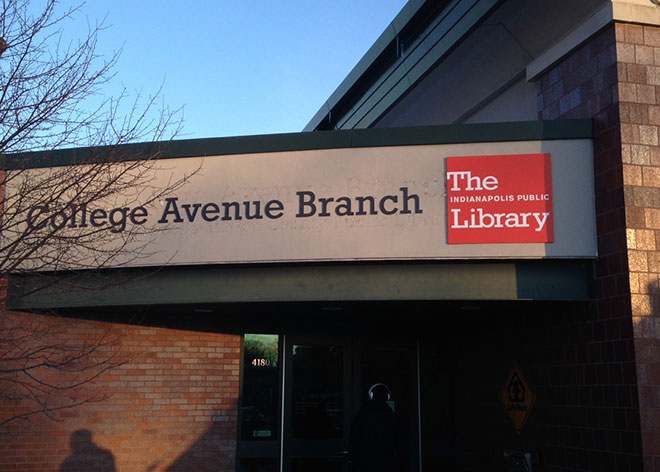 College Avenue Branch
The
INDIANAPOLIS PUBLIC
Library
4180